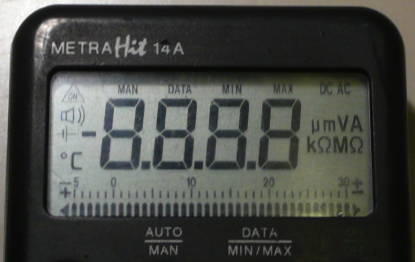 METRAHit 14A
ON MAN DATA MIN MAX DC AC
-8.8.8.8 µmVA
°C kΩMΩ
-5 0 10 20 30 ±
AUTO DATA
MAN MIN/MAX